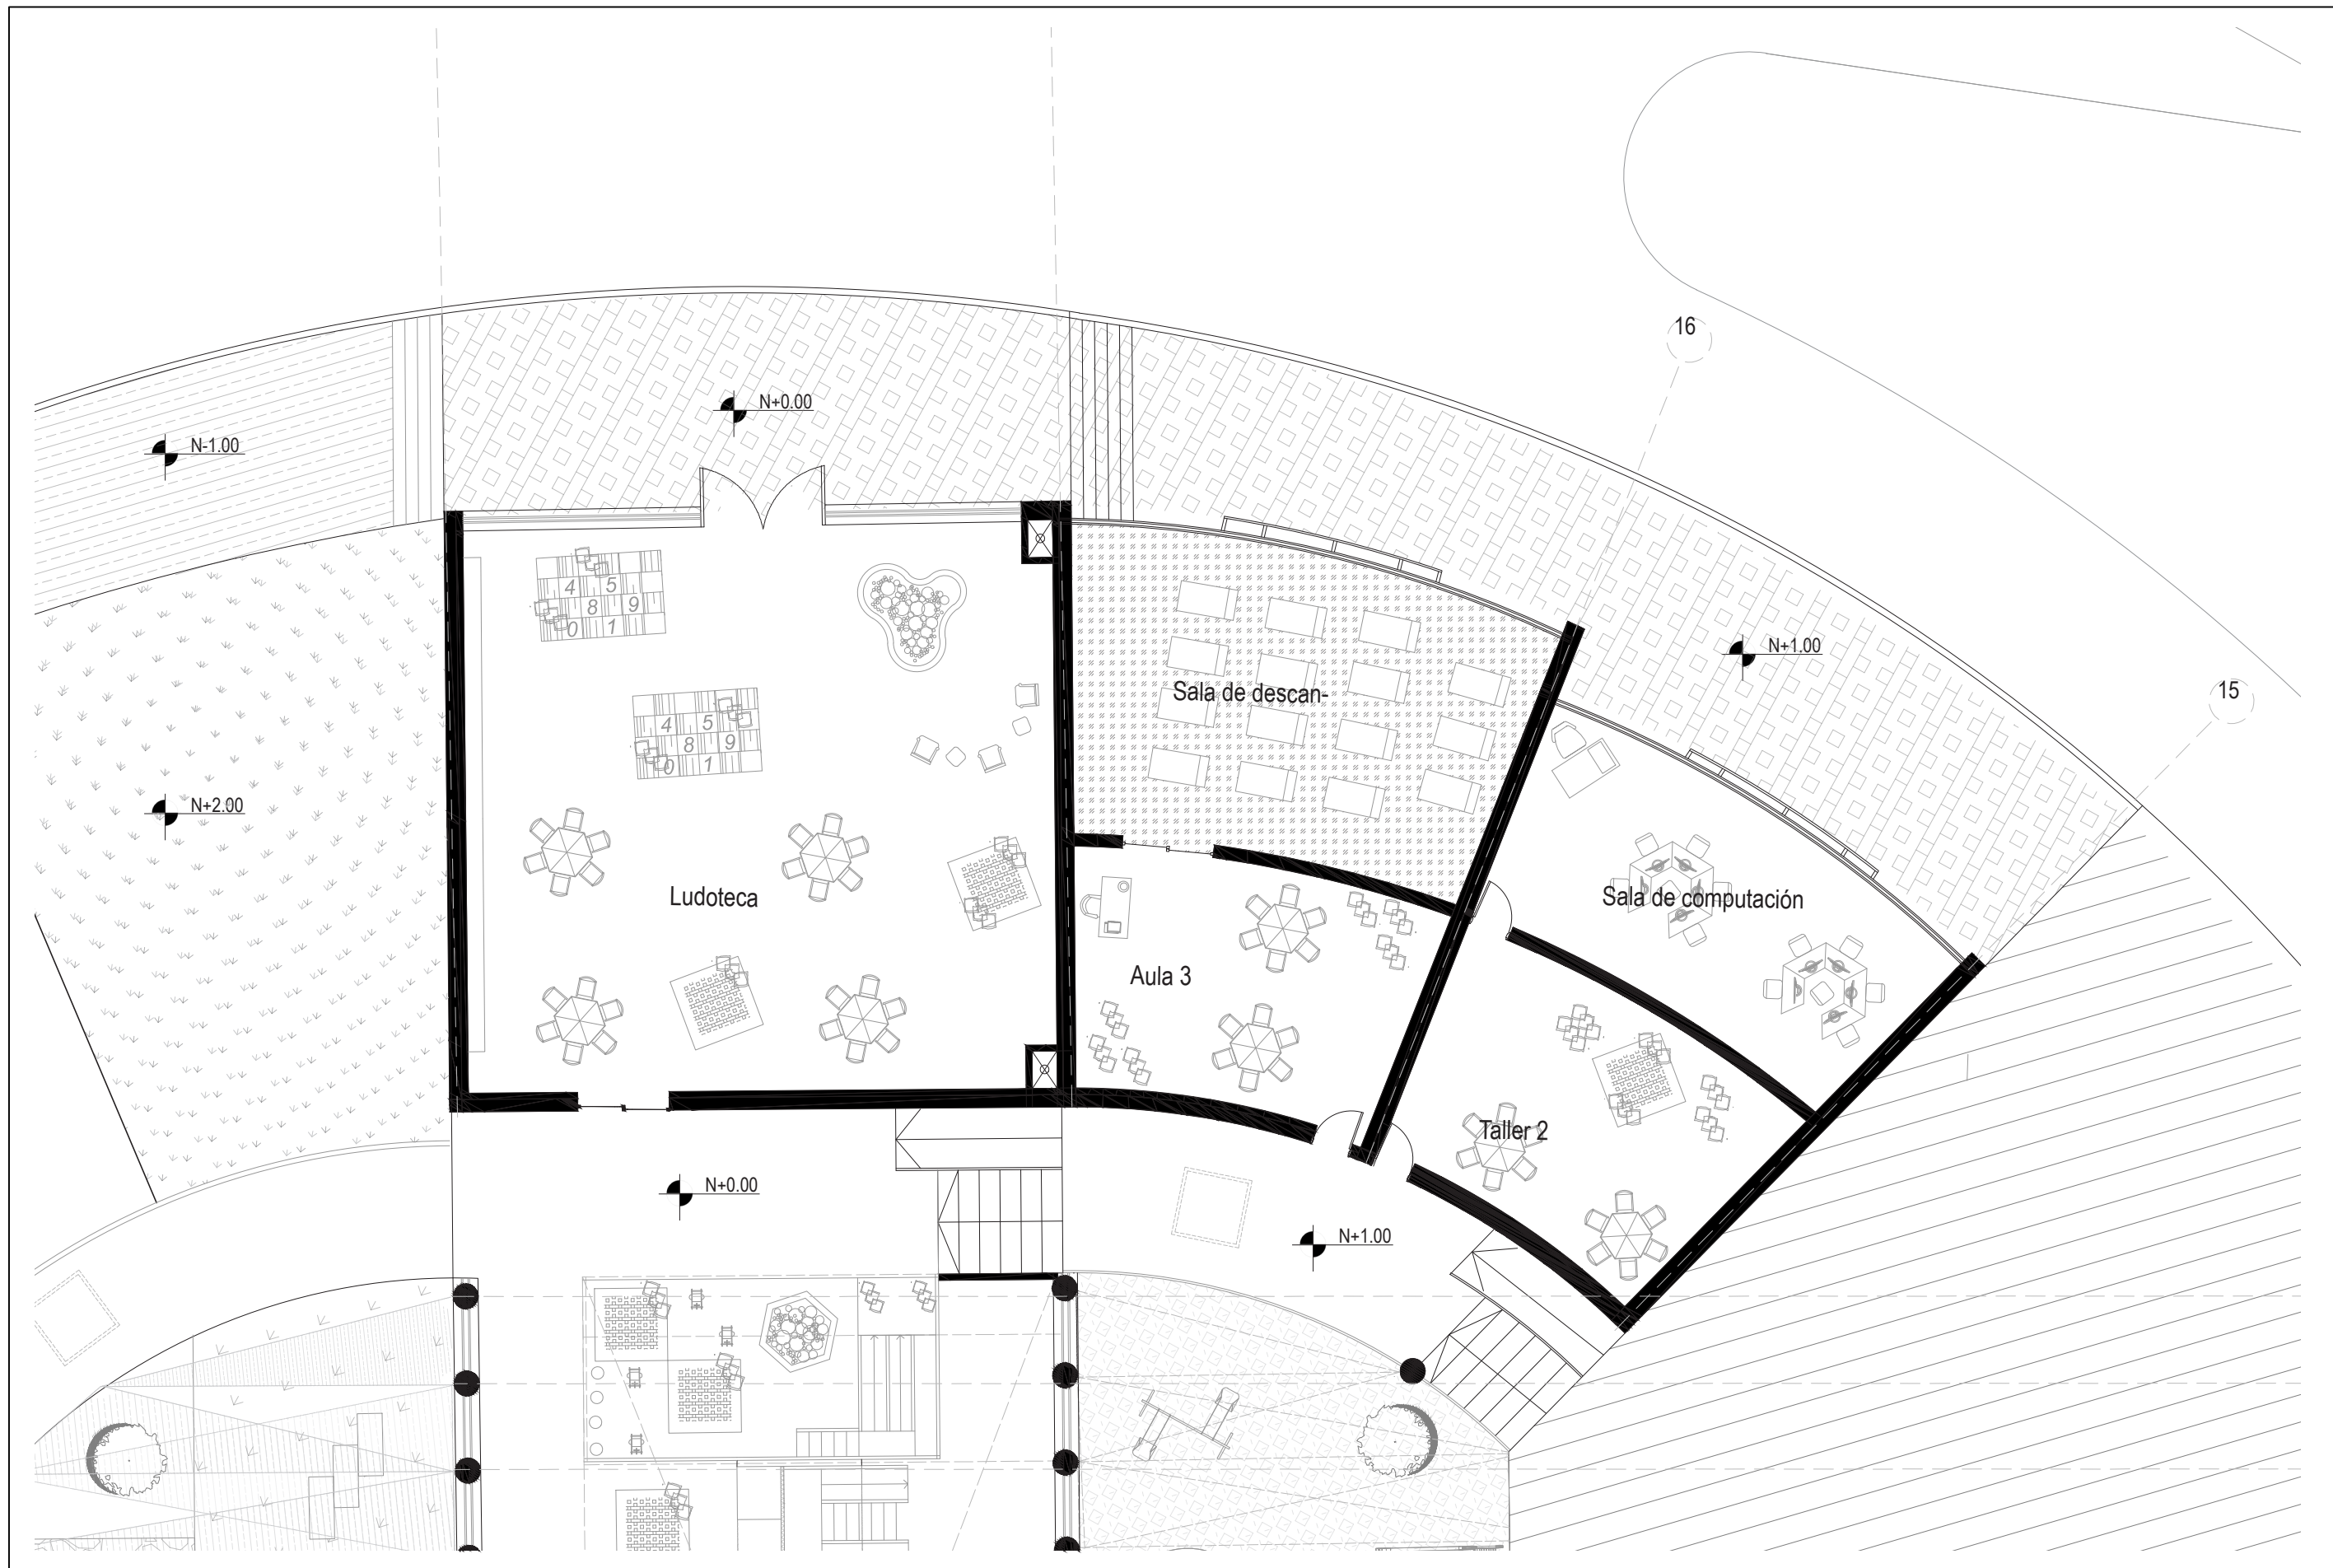 16
N+0.00
N-1.00
N+1.00
15
4 5
8 9
0 1
Sala de descan-
4 5
8 9
0 1
N+2.00
Ludoteca
Sala de computación
Aula 3
Taller 2
N+0.00
N+1.00